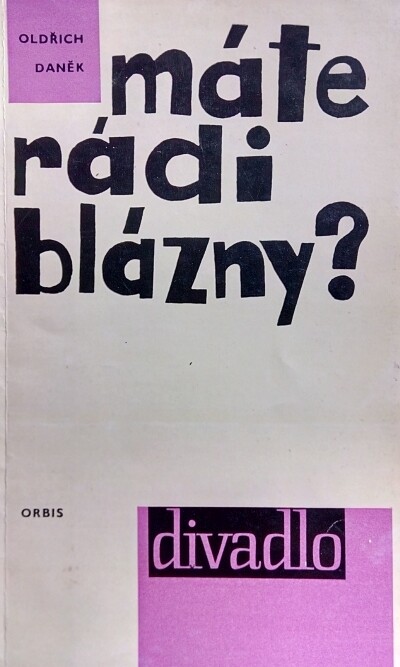 OLDŘICH
DANĚK
máte
rádi
blázny?
ORBIS
divadlo